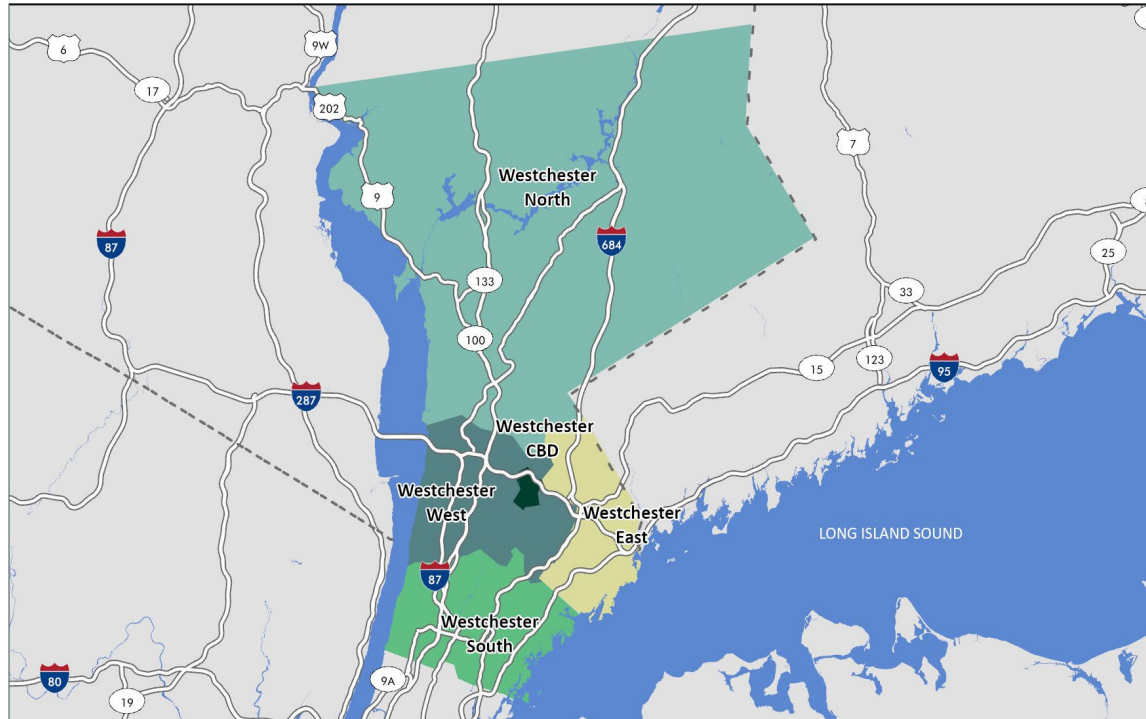 6
9W
17
202
7
Westchester
North
9
87
684
25
133
33
100
123
15
95
287
Westchester
CBD
Westchester
West
Westchester
East
LONG ISLAND SOUND
87
Westchester
South
80
9A
19